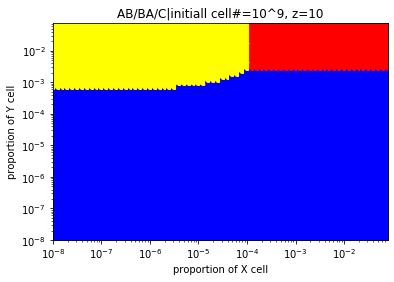 AB/BA/C|initiall cell#=10^9, z=10
proportion of Y cell
10⁻²
10⁻³
10⁻⁴
10⁻⁵
10⁻⁶
10⁻⁷
10⁻⁸
10⁻⁸ 10⁻⁷ 10⁻⁶ 10⁻⁵ 10⁻⁴ 10⁻³ 10⁻²
proportion of X cell